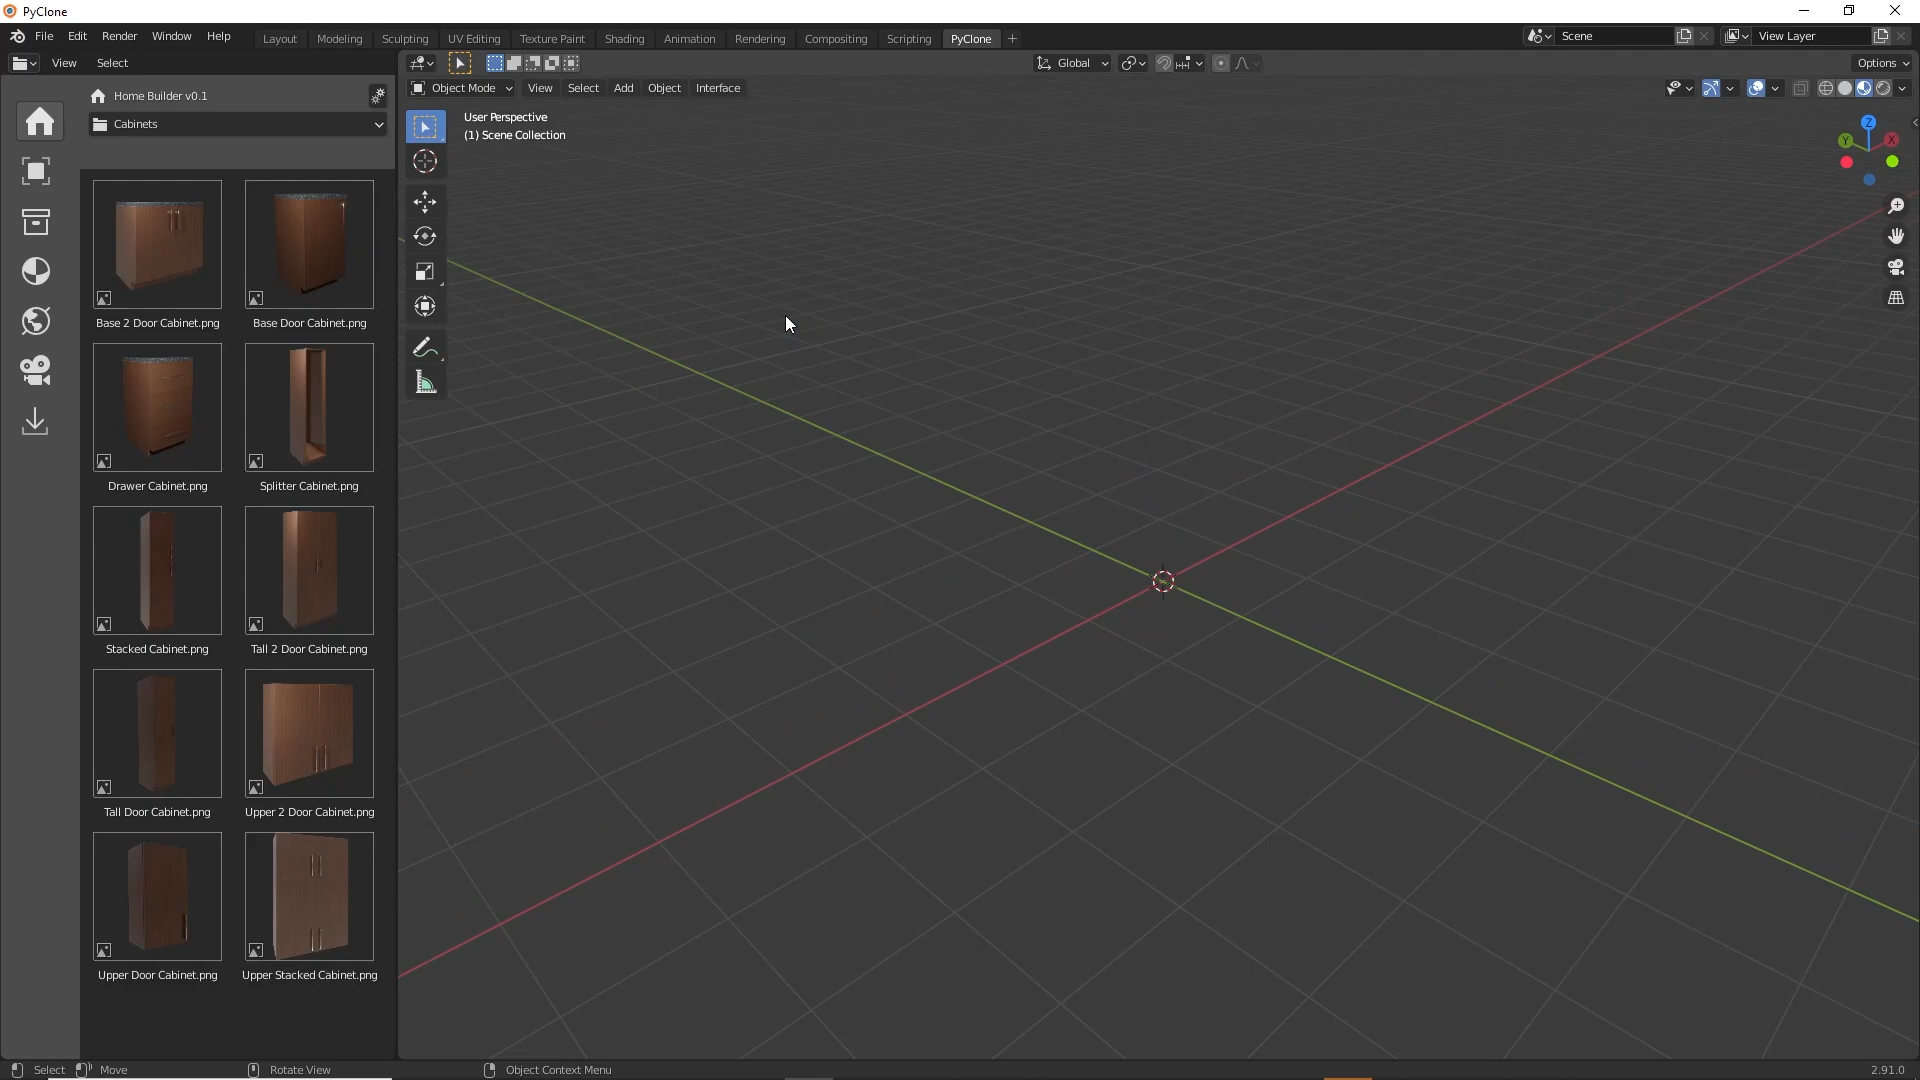 PyClone
File Edit Render Window Help Layout Modeling Sculpting UV Editing Texture Paint Shading Animation Rendering Compositing Scripting PyClone + Scene View Layer
View Select Global Options
Object Mode View Select Add Object Interface
Home Builder v0.1
Cabinets
User Perspective
(1) Scene Collection
Z
Y X
Base 2 Door Cabinet.png Base Door Cabinet.png
Drawer Cabinet.png Splitter Cabinet.png
Stacked Cabinet.png Tall 2 Door Cabinet.png
Tall Door Cabinet.png Upper 2 Door Cabinet.png
Upper Door Cabinet.png Upper Stacked Cabinet.png
Select Move Rotate View Object Context Menu 2.91.0